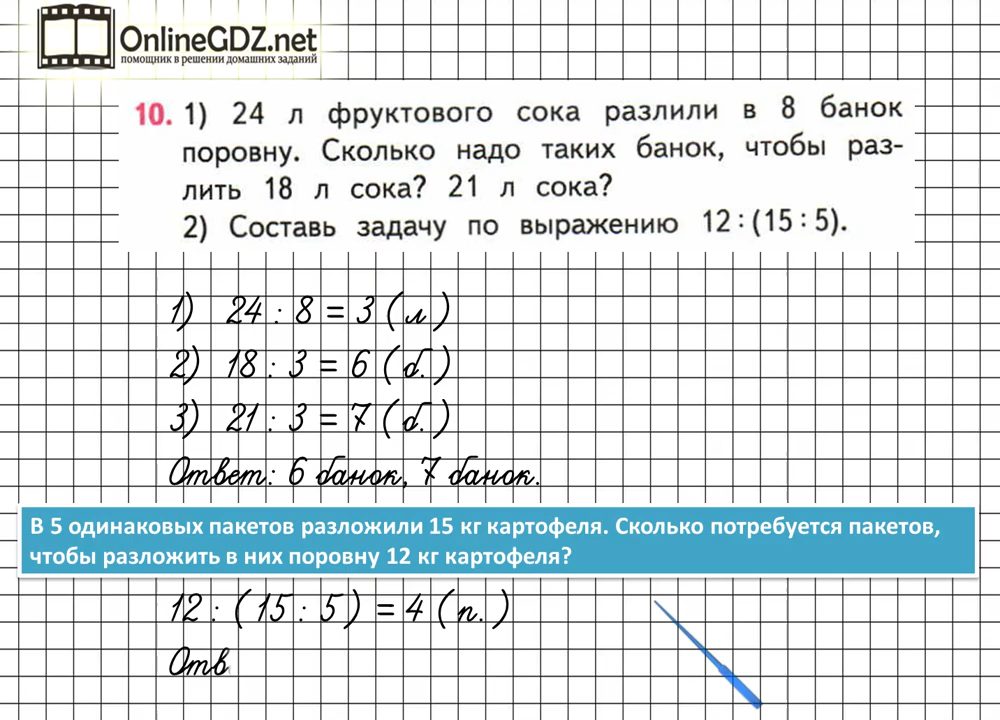 OnlineGDZ.net
помощник в решении домашних заданий
10. 1) 24 л фруктового сока разлили в 8 банок
поровну. Сколько надо таких банок, чтобы раз-
лить 18 л сока? 21 л сока?
2) Составь задачу по выражению 12 : (15 : 5).
1) 24 : 8 = 3 ( л )
2) 18 : 3 = 6 ( б. )
3) 21 : 3 = 7 ( б. )
Ответ: 6 банок, 7 банок.
В 5 одинаковых пакетов разложили 15 кг картофеля. Сколько потребуется пакетов,
чтобы разложить в них поровну 12 кг картофеля?
12 : ( 15 : 5 ) = 4 ( п. )
Отв